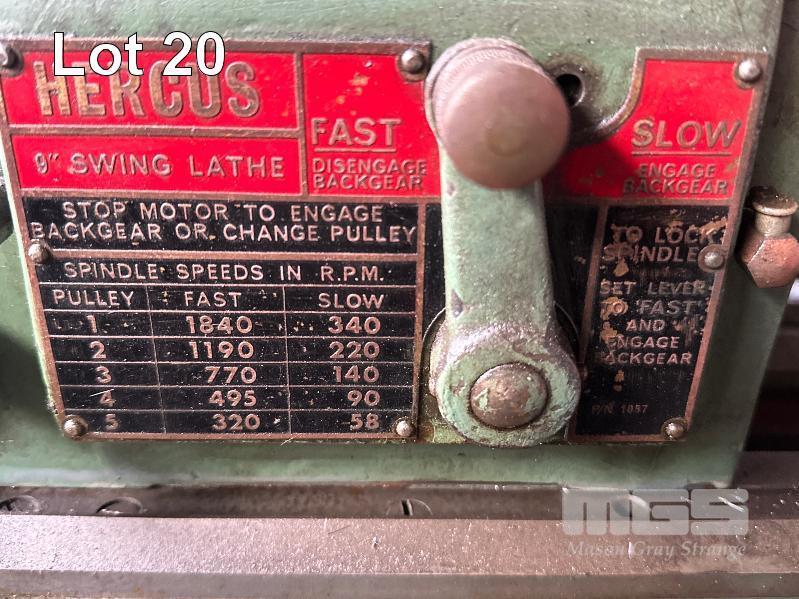 Lot 20
HERCUS
9" SWING LATHE
FAST
DISENGAGE
BACKGEAR
SLOW
ENGAGE
BACKGEAR
STOP MOTOR TO ENGAGE
BACKGEAR OR CHANGE PULLEY
SPINDLE SPEEDS IN R.P.M.
PULLEY FAST SLOW
1 1840 340
2 1190 220
3 770 140
4 495 90
5 320 58
TO LOCK
SPINDLE
SET LEVER
TO FAST
AND
ENGAGE
BACKGEAR
P/N 1057
MGS
Mason Gray Strange